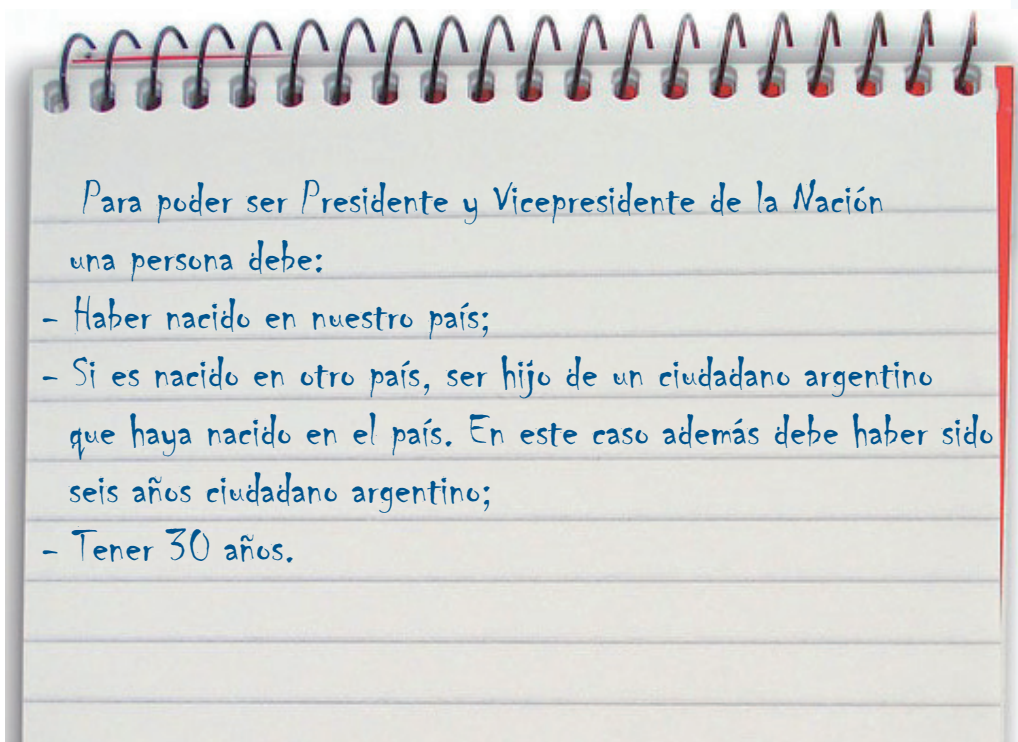 Para poder ser Presidente y Vicepresidente de la Nación
una persona debe:
- Haber nacido en nuestro país;
- Si es nacido en otro país, ser hijo de un ciudadano argentino
que haya nacido en el país. En este caso además debe haber sido
seis años ciudadano argentino;
- Tener 30 años.